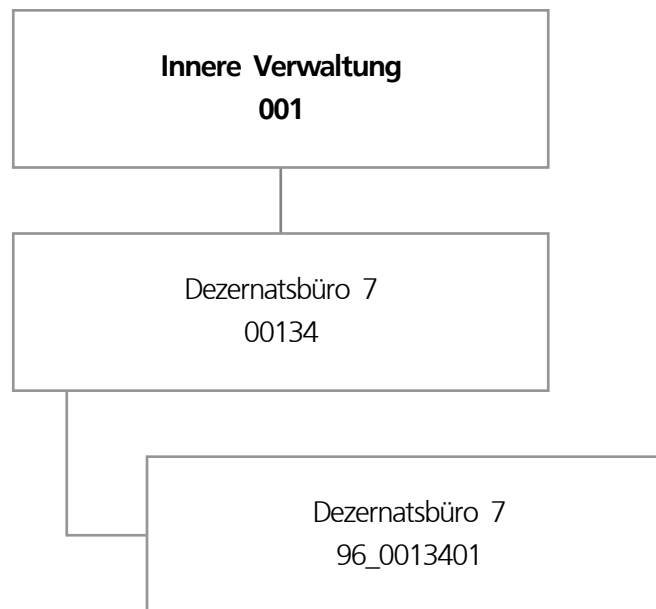 Innere Verwaltung
001
Dezernatsbüro 7
00134
Dezernatsbüro 7
96_0013401